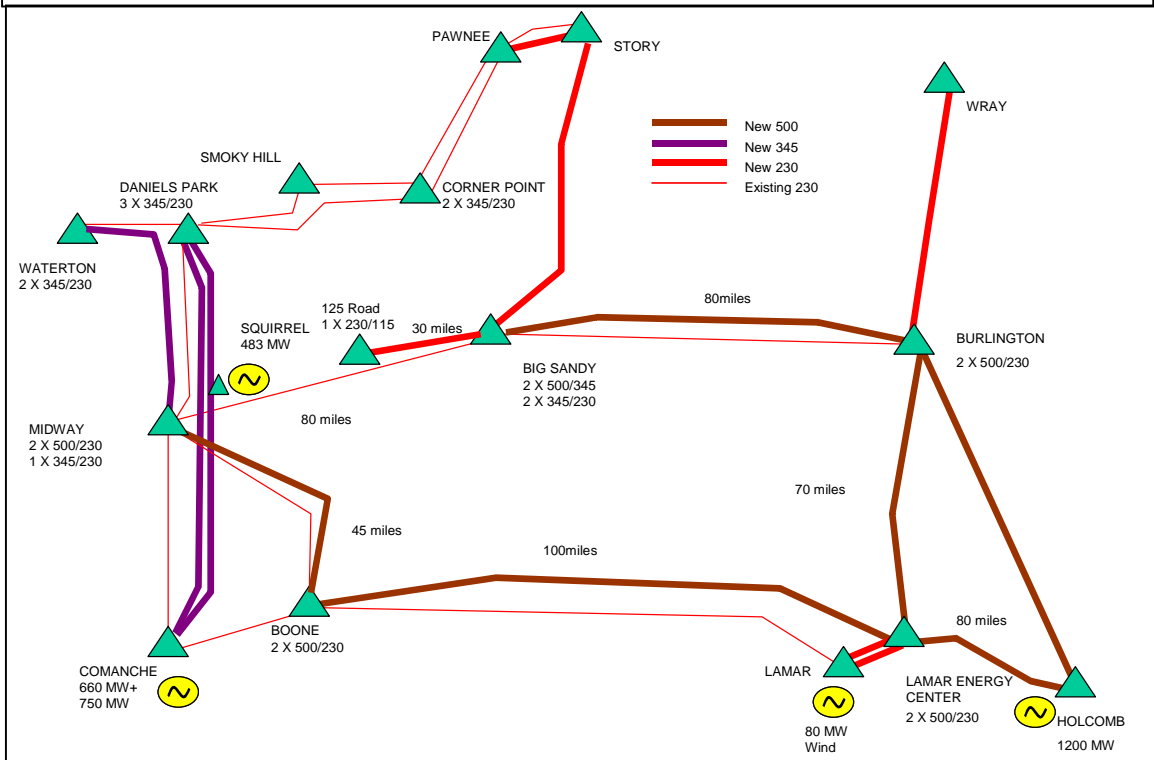 PAWNEE
STORY
WRAY
New 500
New 345
New 230
Existing 230
SMOKY HILL
DANIELS PARK
3 X 345/230
CORNER POINT
2 X 345/230
WATERTON
2 X 345/230
SQUIRREL
483 MW
125 Road
1 X 230/115
30 miles
80miles
BIG SANDY
2 X 500/345
2 X 345/230
BURLINGTON
2 X 500/230
80 miles
MIDWAY
2 X 500/230
1 X 345/230
45 miles
70 miles
100miles
BOONE
2 X 500/230
80 miles
COMANCHE
660 MW+
750 MW
LAMAR
80 MW
Wind
LAMAR ENERGY
CENTER
2 X 500/230
HOLCOMB
1200 MW